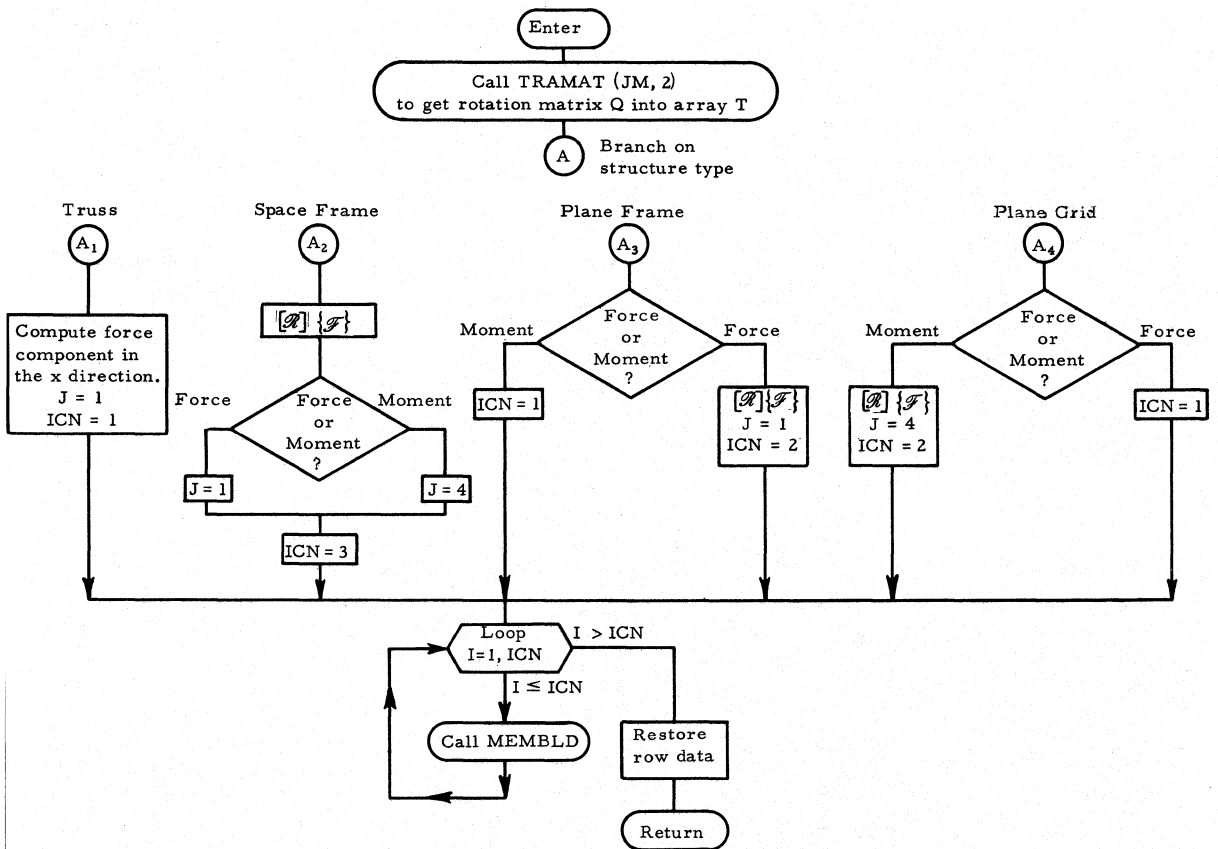 Enter
Call TRAMAT (JM, 2)
to get rotation matrix Q into array T
A
Branch on
structure type
Truss
A1
Compute force
component in
the x direction.
J = 1
ICN = 1
Space Frame
A2
[ℛ] {ℱ}
Force
or
Moment
?
Force
Moment
J = 1
J = 4
ICN = 3
Plane Frame
A3
Force
or
Moment
?
Moment
Force
ICN = 1
[ℛ] {ℱ}
J = 1
ICN = 2
Plane Grid
A4
Force
or
Moment
?
Moment
Force
[ℛ] {ℱ}
J = 4
ICN = 2
ICN = 1
Loop
I=1, ICN
I > ICN
I ≤ ICN
Call MEMBLD
Restore
row data
Return